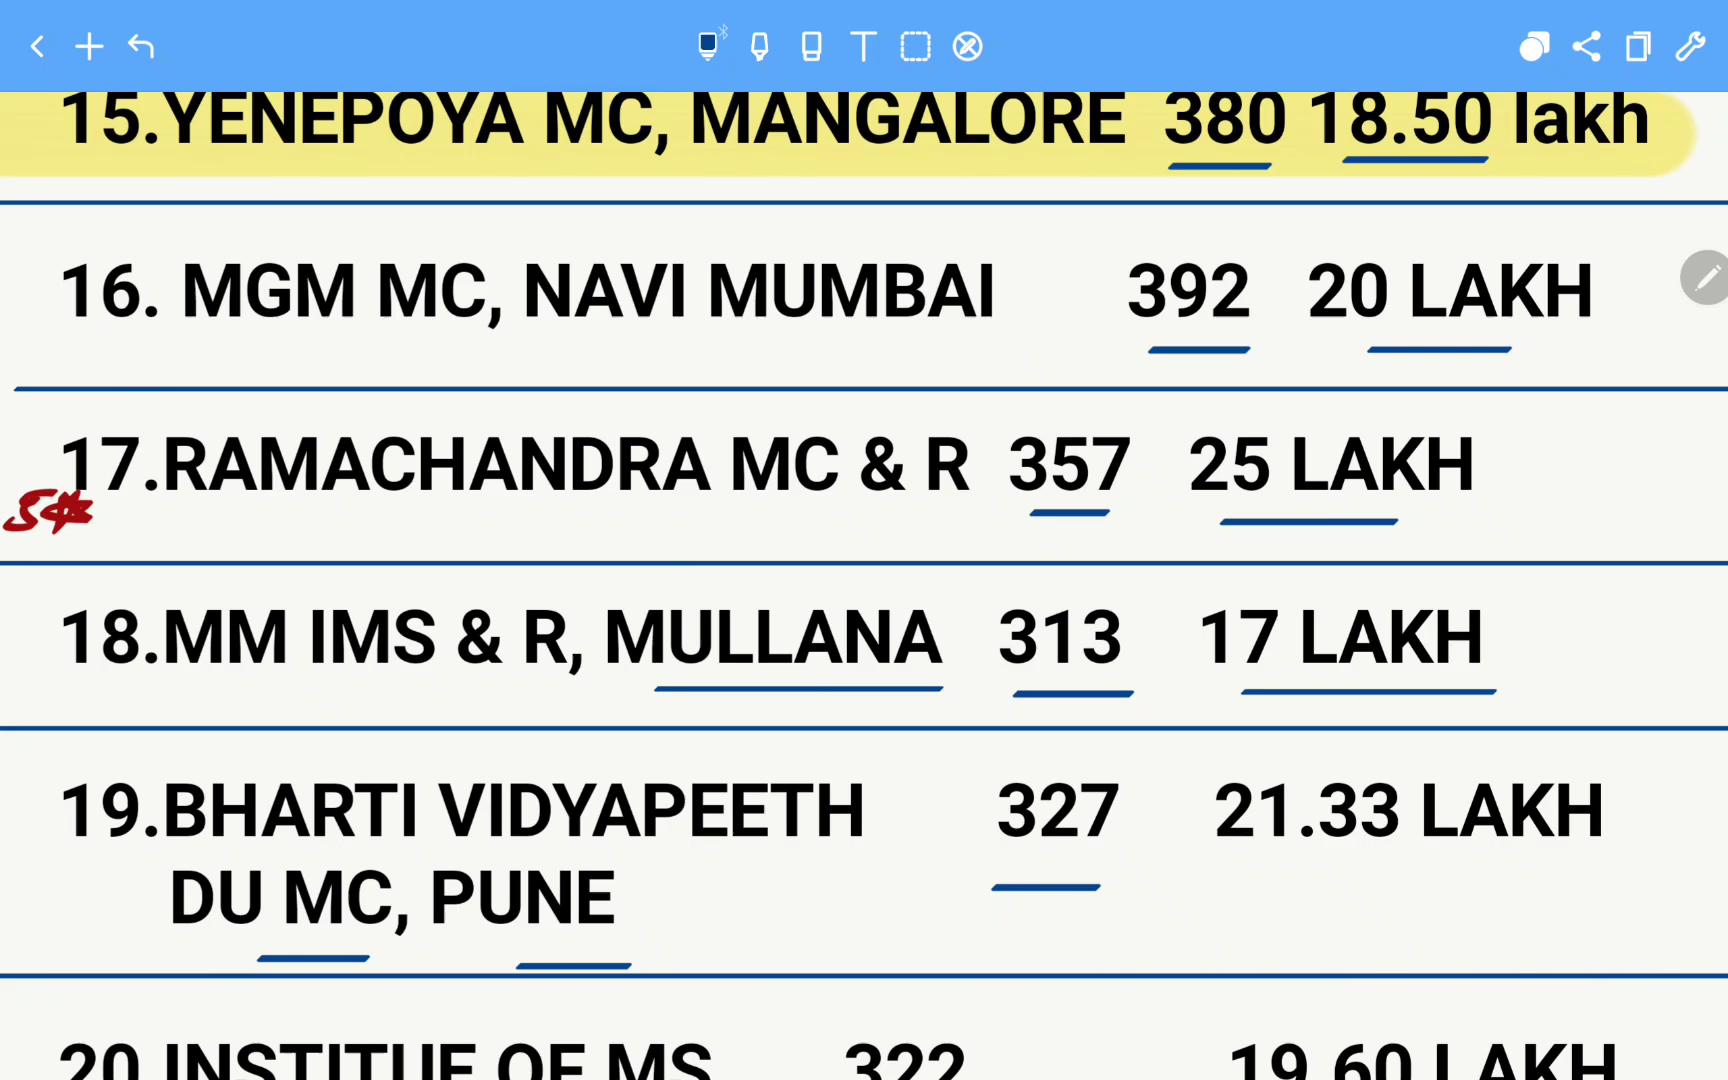 15.YENEPOYA MC, MANGALORE 380 18.50 lakh
16. MGM MC, NAVI MUMBAI 392 20 LAKH
17.RAMACHANDRA MC & R 357 25 LAKH
5*
18.MM IMS & R, MULLANA 313 17 LAKH
19.BHARTI VIDYAPEETH 327 21.33 LAKH
DU MC, PUNE
20.INSTITUE OF MS 322 19.60 LAKH